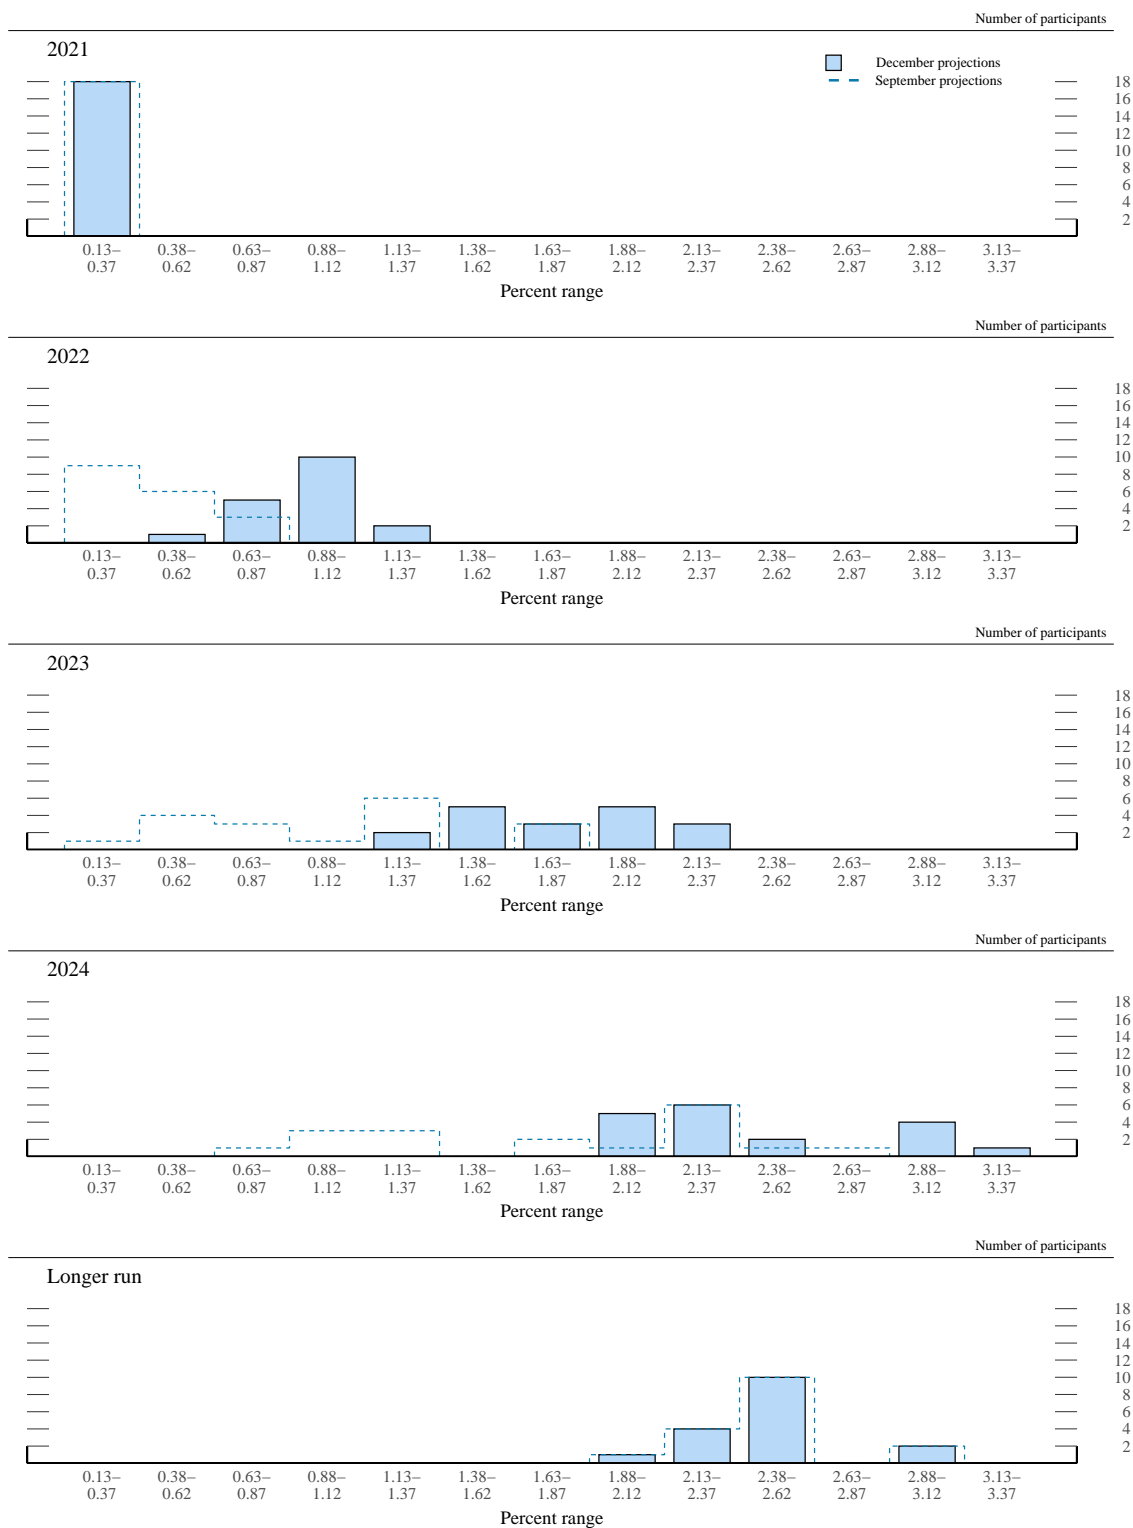 Number of participants
2021
December projections
September projections
18
16
14
12
10
8
6
4
2
0.13– 0.38– 0.63– 0.88– 1.13– 1.38– 1.63– 1.88– 2.13– 2.38– 2.63– 2.88– 3.13–
0.37 0.62 0.87 1.12 1.37 1.62 1.87 2.12 2.37 2.62 2.87 3.12 3.37
Percent range
Number of participants
2022
18
16
14
12
10
8
6
4
2
0.13– 0.38– 0.63– 0.88– 1.13– 1.38– 1.63– 1.88– 2.13– 2.38– 2.63– 2.88– 3.13–
0.37 0.62 0.87 1.12 1.37 1.62 1.87 2.12 2.37 2.62 2.87 3.12 3.37
Percent range
Number of participants
2023
18
16
14
12
10
8
6
4
2
0.13– 0.38– 0.63– 0.88– 1.13– 1.38– 1.63– 1.88– 2.13– 2.38– 2.63– 2.88– 3.13–
0.37 0.62 0.87 1.12 1.37 1.62 1.87 2.12 2.37 2.62 2.87 3.12 3.37
Percent range
Number of participants
2024
18
16
14
12
10
8
6
4
2
0.13– 0.38– 0.63– 0.88– 1.13– 1.38– 1.63– 1.88– 2.13– 2.38– 2.63– 2.88– 3.13–
0.37 0.62 0.87 1.12 1.37 1.62 1.87 2.12 2.37 2.62 2.87 3.12 3.37
Percent range
Number of participants
Longer run
18
16
14
12
10
8
6
4
2
0.13– 0.38– 0.63– 0.88– 1.13– 1.38– 1.63– 1.88– 2.13– 2.38– 2.63– 2.88– 3.13–
0.37 0.62 0.87 1.12 1.37 1.62 1.87 2.12 2.37 2.62 2.87 3.12 3.37
Percent range